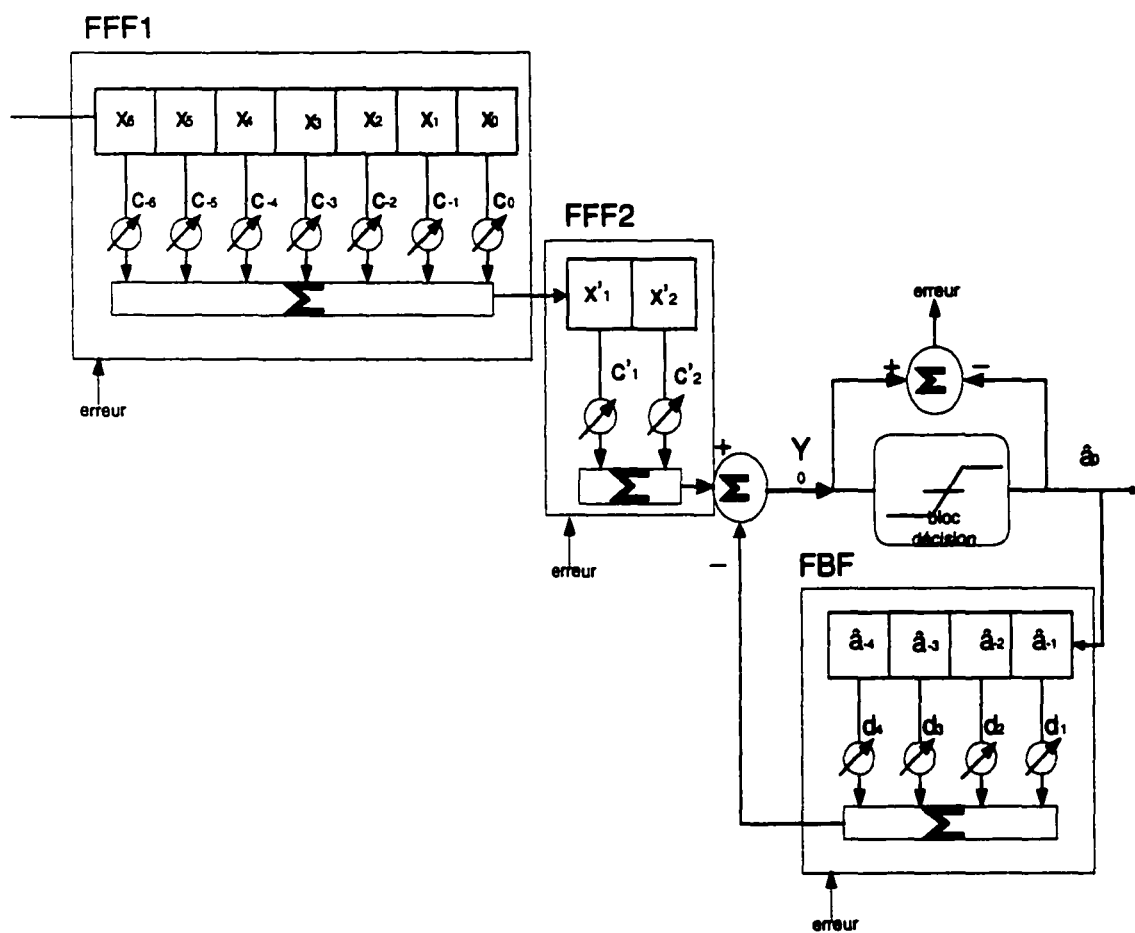 FFF1
X6 X5 X4 X3 X2 X1 X0
C-6 C-5 C-4 C-3 C-2 C-1 C0
Σ
erreur
FFF2
X'1 X'2
C'1 C'2
Σ
erreur
+
Σ
−
Y0
erreur
+ Σ −
bloc
décision
â0
FBF
â-4 â-3 â-2 â-1
d4 d3 d2 d1
Σ
erreur